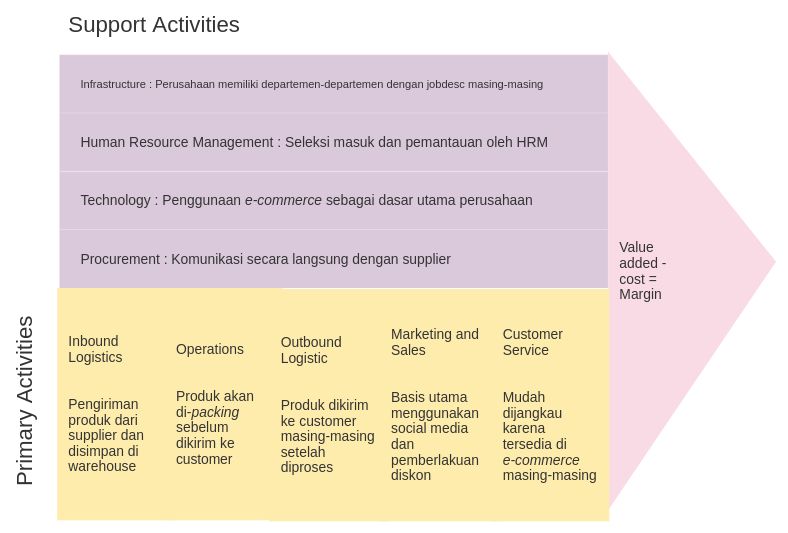 Support Activities
Infrastructure : Perusahaan memiliki departemen-departemen dengan jobdesc masing-masing
Human Resource Management : Seleksi masuk dan pemantauan oleh HRM
Technology : Penggunaan e-commerce sebagai dasar utama perusahaan
Procurement : Komunikasi secara langsung dengan supplier
Value
added -
cost =
Margin
Primary Activities
Inbound
Logistics
Pengiriman
produk dari
supplier dan
disimpan di
warehouse
Operations
Produk akan
di-packing
sebelum
dikirim ke
customer
Outbound
Logistic
Produk dikirim
ke customer
masing-masing
setelah
diproses
Marketing and
Sales
Basis utama
menggunakan
social media
dan
pemberlakuan
diskon
Customer
Service
Mudah
dijangkau
karena
tersedia di
e-commerce
masing-masing